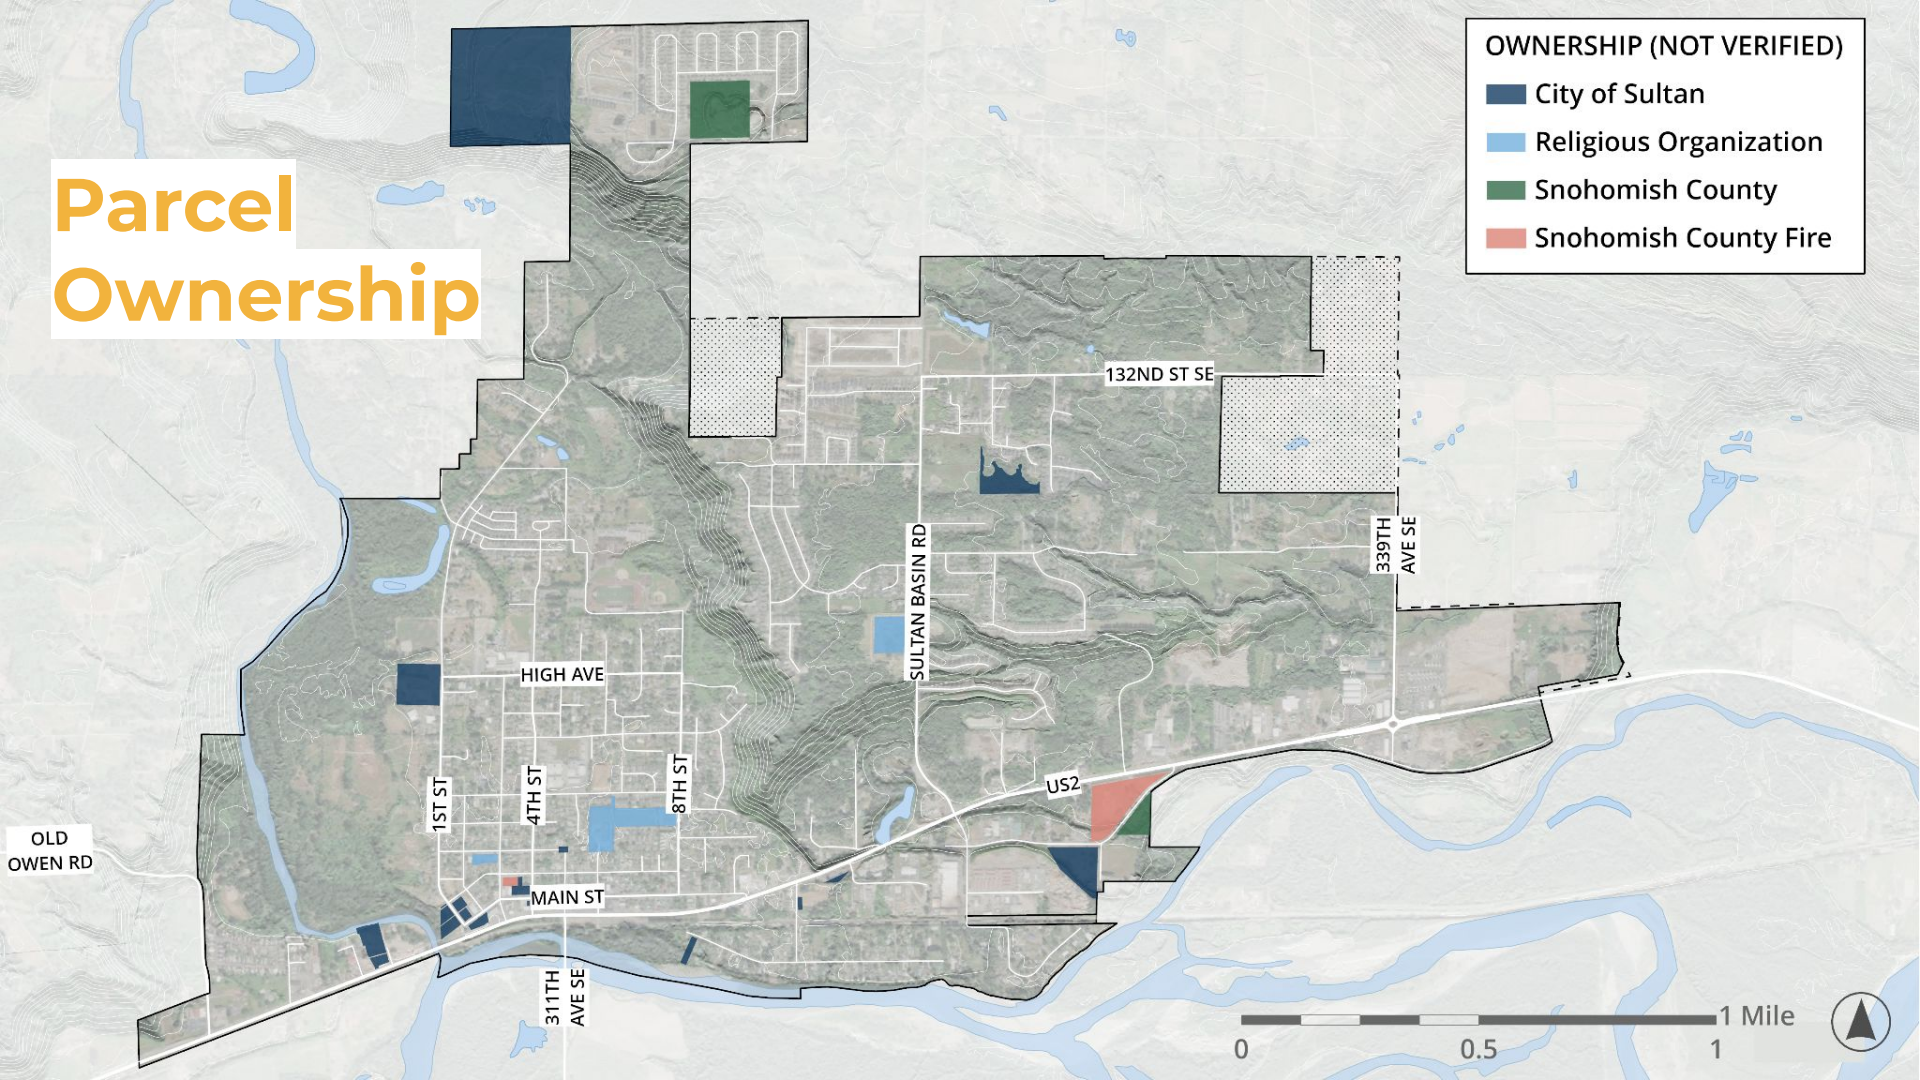 Parcel
Ownership
OWNERSHIP (NOT VERIFIED)
City of Sultan
Religious Organization
Snohomish County
Snohomish County Fire
132ND ST SE
SULTAN BASIN RD
339TH
AVE SE
HIGH AVE
1ST ST
4TH ST
8TH ST
US2
OLD
OWEN RD
MAIN ST
311TH
AVE SE
1 Mile
0
0.5
1